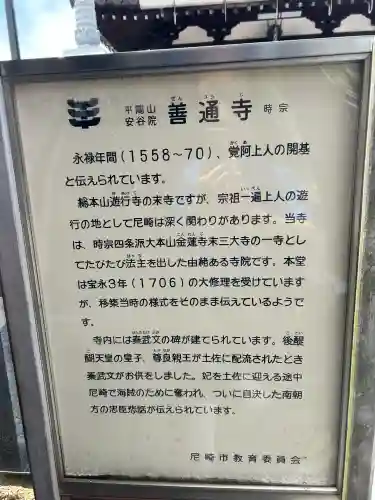 平陽山
安谷院
善通寺 時宗
永禄年間(1558～70)、覚阿上人の開基
と伝えられています。
総本山遊行寺の末寺ですが、宗祖一遍上人の遊
行の地として尼崎は深く関わりがあります。当寺
は、時宗四条派大本山金蓮寺末三大寺の一寺とし
てたびたび法主を出した由緒ある寺院です。本堂
は宝永3年(1706)の大修理を受けています
が、移築当時の様式をそのまま伝えているようで
す。
寺内には秦武文の碑が建てられています。後醍
醐天皇の皇子、尊良親王が土佐に配流されたとき
秦武文がお供をしました。妃を土佐に迎える途中
尼崎で海賊のために奪われ、ついに自決した南朝
方の忠臣悲話が伝えられています。
尼崎市教育委員会